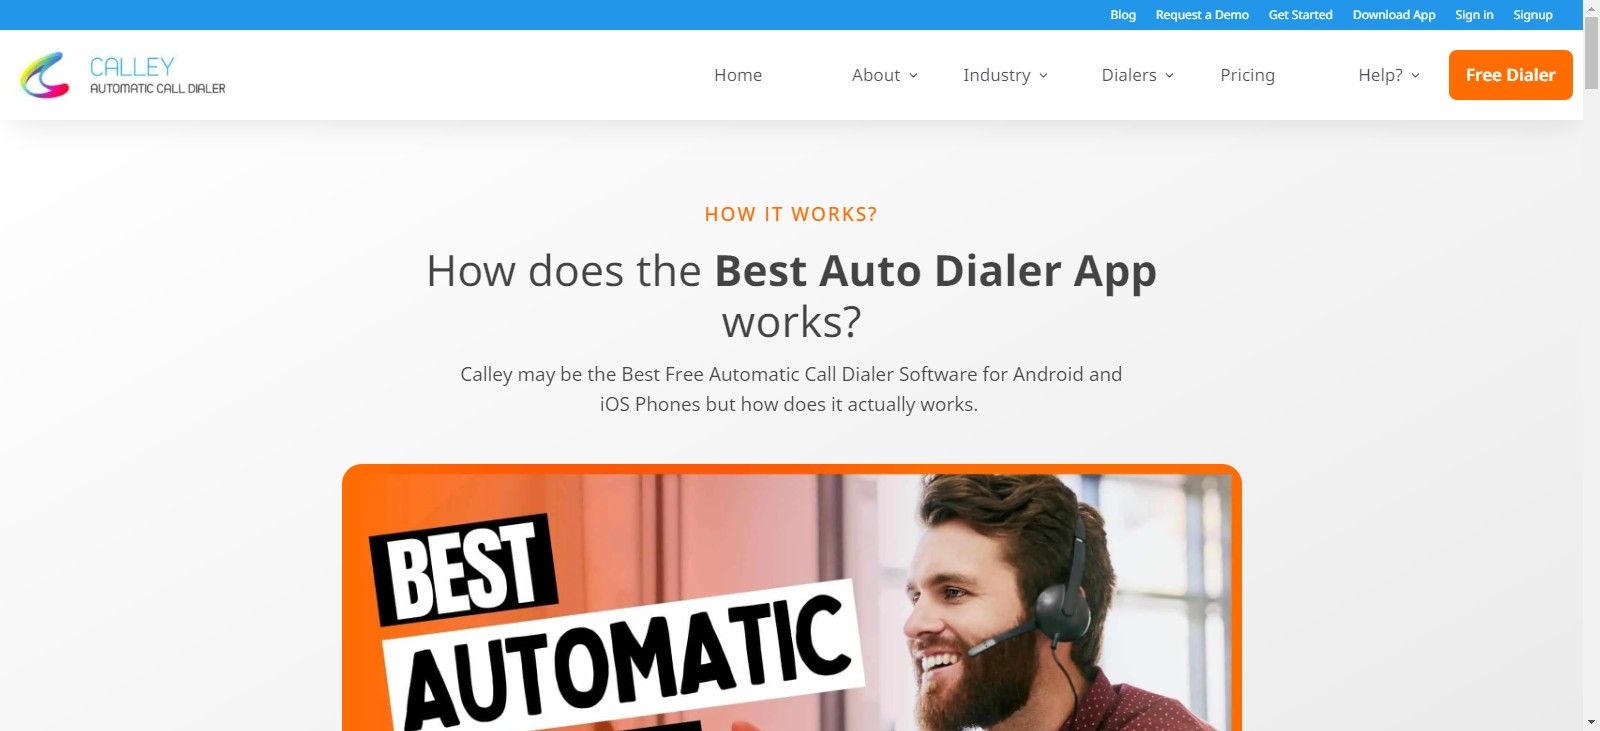 Blog Request a Demo Get Started Download App Sign in Signup
CALLEY
AUTOMATIC CALL DIALER
Home About Industry Dialers Pricing Help? Free Dialer
HOW IT WORKS?
How does the Best Auto Dialer App
works?
Calley may be the Best Free Automatic Call Dialer Software for Android and
iOS Phones but how does it actually works.
BEST
AUTOMATIC